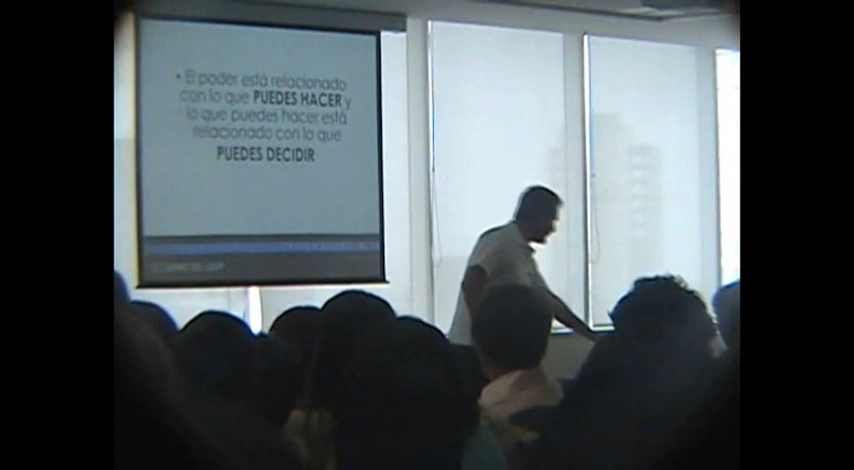 • El poder está relacionado
con lo que PUEDES HACER y
lo que puedes hacer está
relacionado con lo que
PUEDES DECIDIR